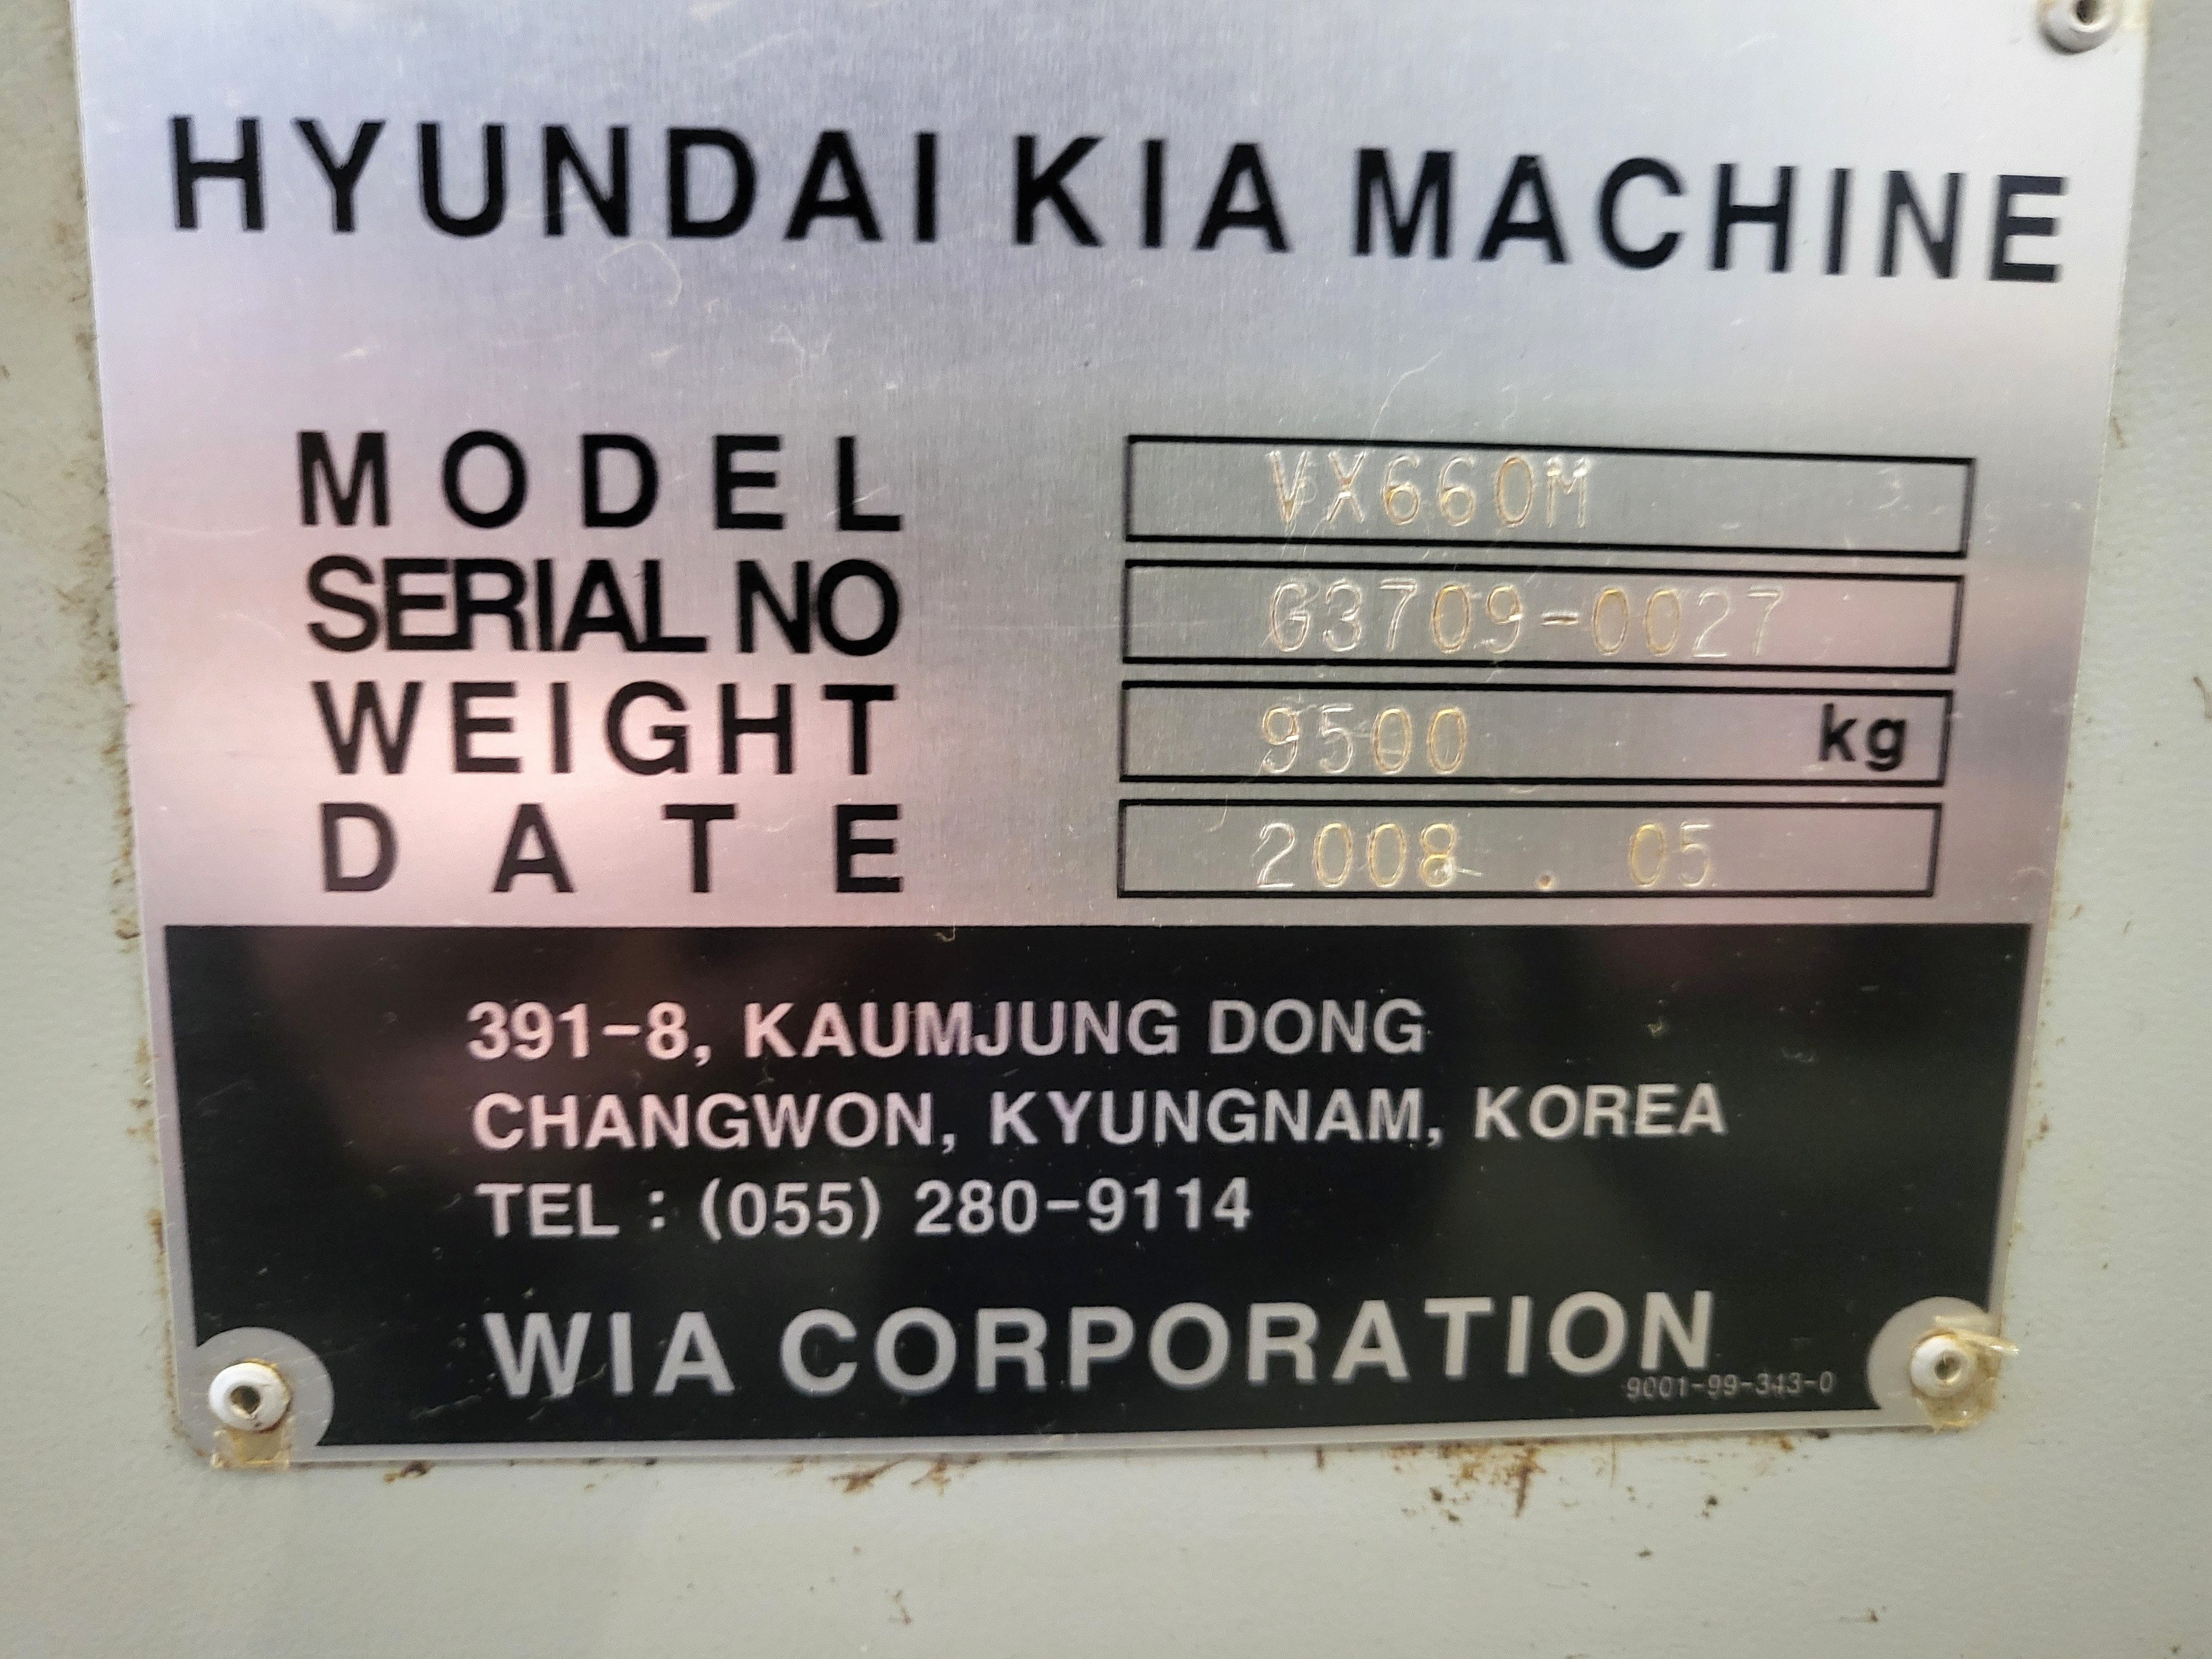 HYUNDAI KIA MACHINE
MODEL VX660M
SERIAL NO G3709-0027
WEIGHT 9500 kg
DATE 2008 . 05
391-8, KAUMJUNG DONG
CHANGWON, KYUNGNAM, KOREA
TEL : (055) 280-9114
WIA CORPORATION
9001-99-343-0